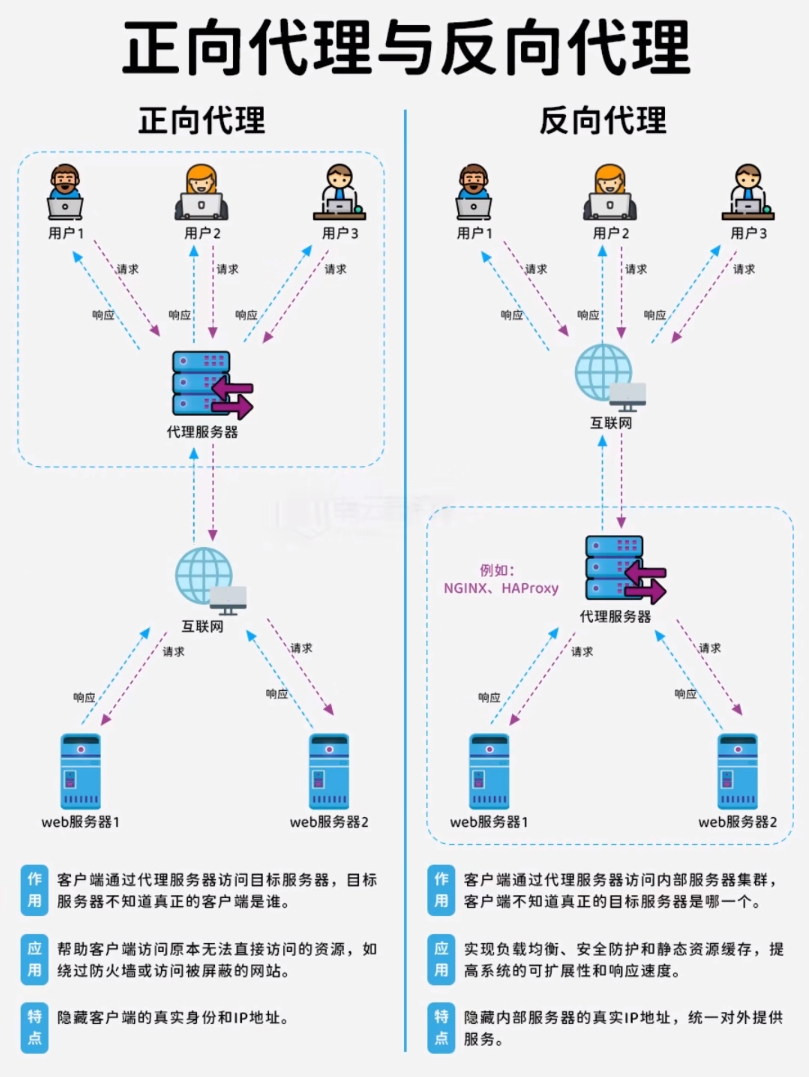 正向代理与反向代理
正向代理
用户1
用户2
用户3
请求
请求
请求
响应
响应
响应
代理服务器
互联网
请求
请求
响应
响应
web服务器1
web服务器2
作用
客户端通过代理服务器访问目标服务器，目标
服务器不知道真正的客户端是谁。
应用
帮助客户端访问原本无法直接访问的资源，如
绕过防火墙或访问被屏蔽的网站。
特点
隐藏客户端的真实身份和IP地址。
反向代理
用户1
用户2
用户3
请求
请求
请求
响应
响应
响应
互联网
例如：
NGINX、HAProxy
代理服务器
请求
请求
响应
响应
web服务器1
web服务器2
作用
客户端通过代理服务器访问内部服务器集群，
客户端不知道真正的目标服务器是哪一个。
应用
实现负载均衡、安全防护和静态资源缓存，提
高系统的可扩展性和响应速度。
特点
隐藏内部服务器的真实IP地址，统一对外提供
服务。